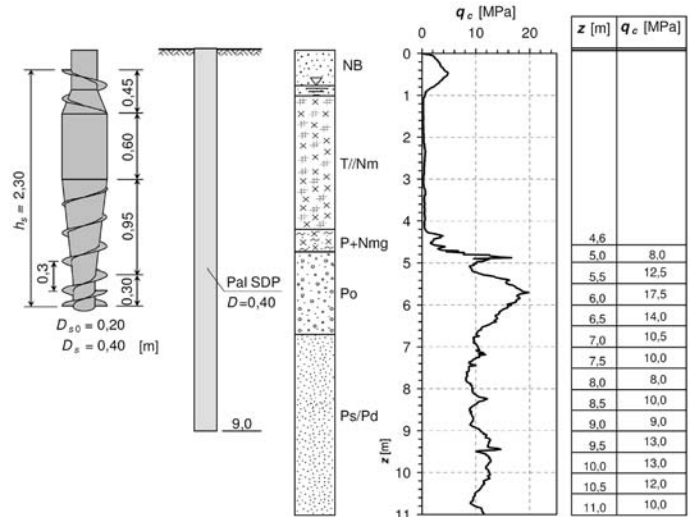 0,45
0,60
0,95
0,30
0,3
h s = 2,30
D s0 = 0,20
D s = 0,40 [m]
Pal SDP
D=0,40
9,0
NB
T//Nm
P+Nmg
Po
Ps/Pd
q c [MPa]
0 10 20
0
1
2
3
4
5
6
7
8
9
10
11
z [m]
z [m] q c [MPa]
4,6
5,0 8,0
5,5 12,5
6,0 17,5
6,5 14,0
7,0 10,5
7,5 10,0
8,0 8,0
8,5 10,0
9,0 9,0
9,5 13,0
10,0 13,0
10,5 12,0
11,0 10,0